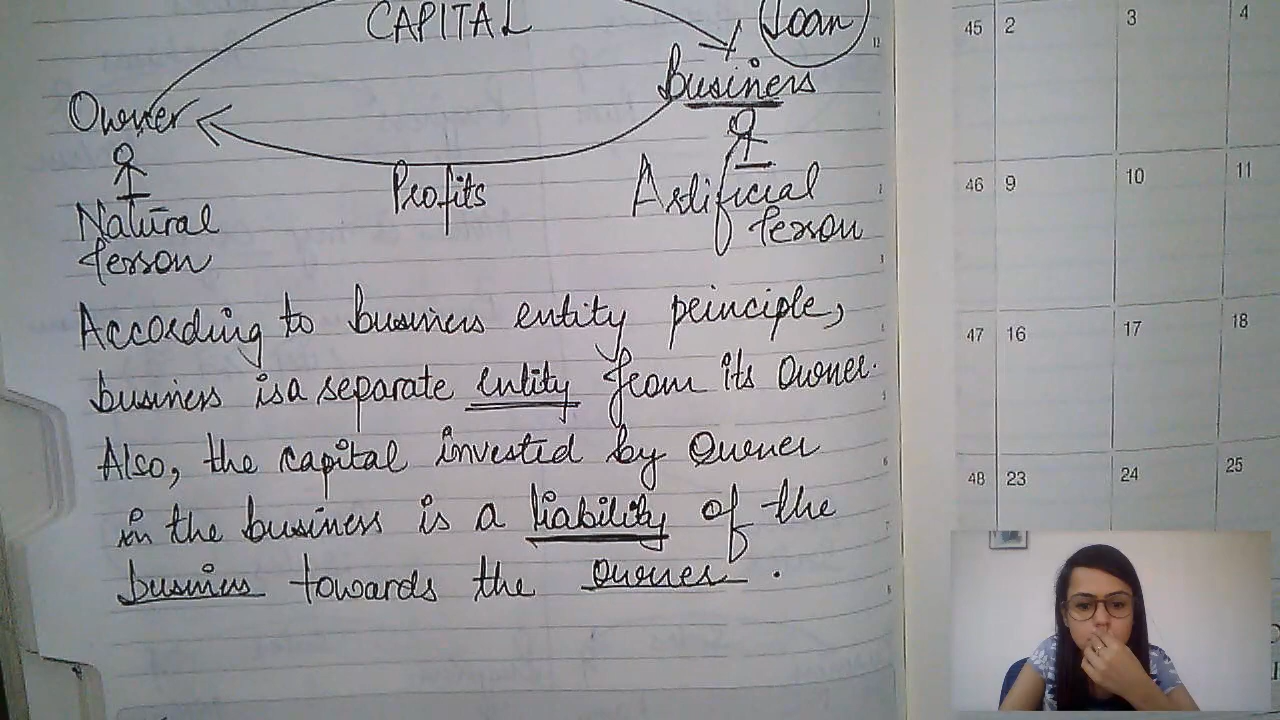 CAPITAL
Loan
Business
Owner
Profits
Artificial
Person
Natural
Person
According to business entity principle,
business is a separate entity from its owner.
Also, the capital invested by Owner
in the business is a liability of the
business towards the owner.
45 2 3 4
46 9 10 11
47 16 17 18
48 23 24 25